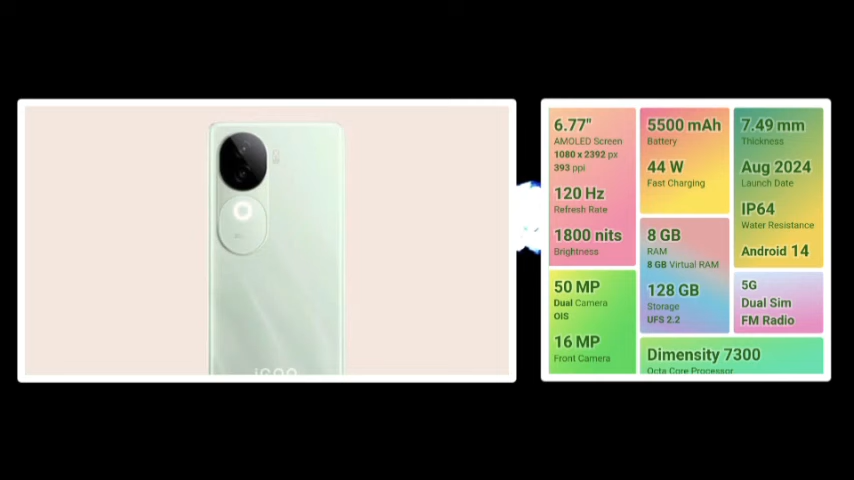 6.77"
AMOLED Screen
1080 x 2392 px
393 ppi
120 Hz
Refresh Rate
1800 nits
Brightness
50 MP
Dual Camera
OIS
16 MP
Front Camera
5500 mAh
Battery
44 W
Fast Charging
8 GB
RAM
8 GB Virtual RAM
128 GB
Storage
UFS 2.2
7.49 mm
Thickness
Aug 2024
Launch Date
IP64
Water Resistance
Android 14
5G
Dual Sim
FM Radio
Dimensity 7300
Octa Core Processor